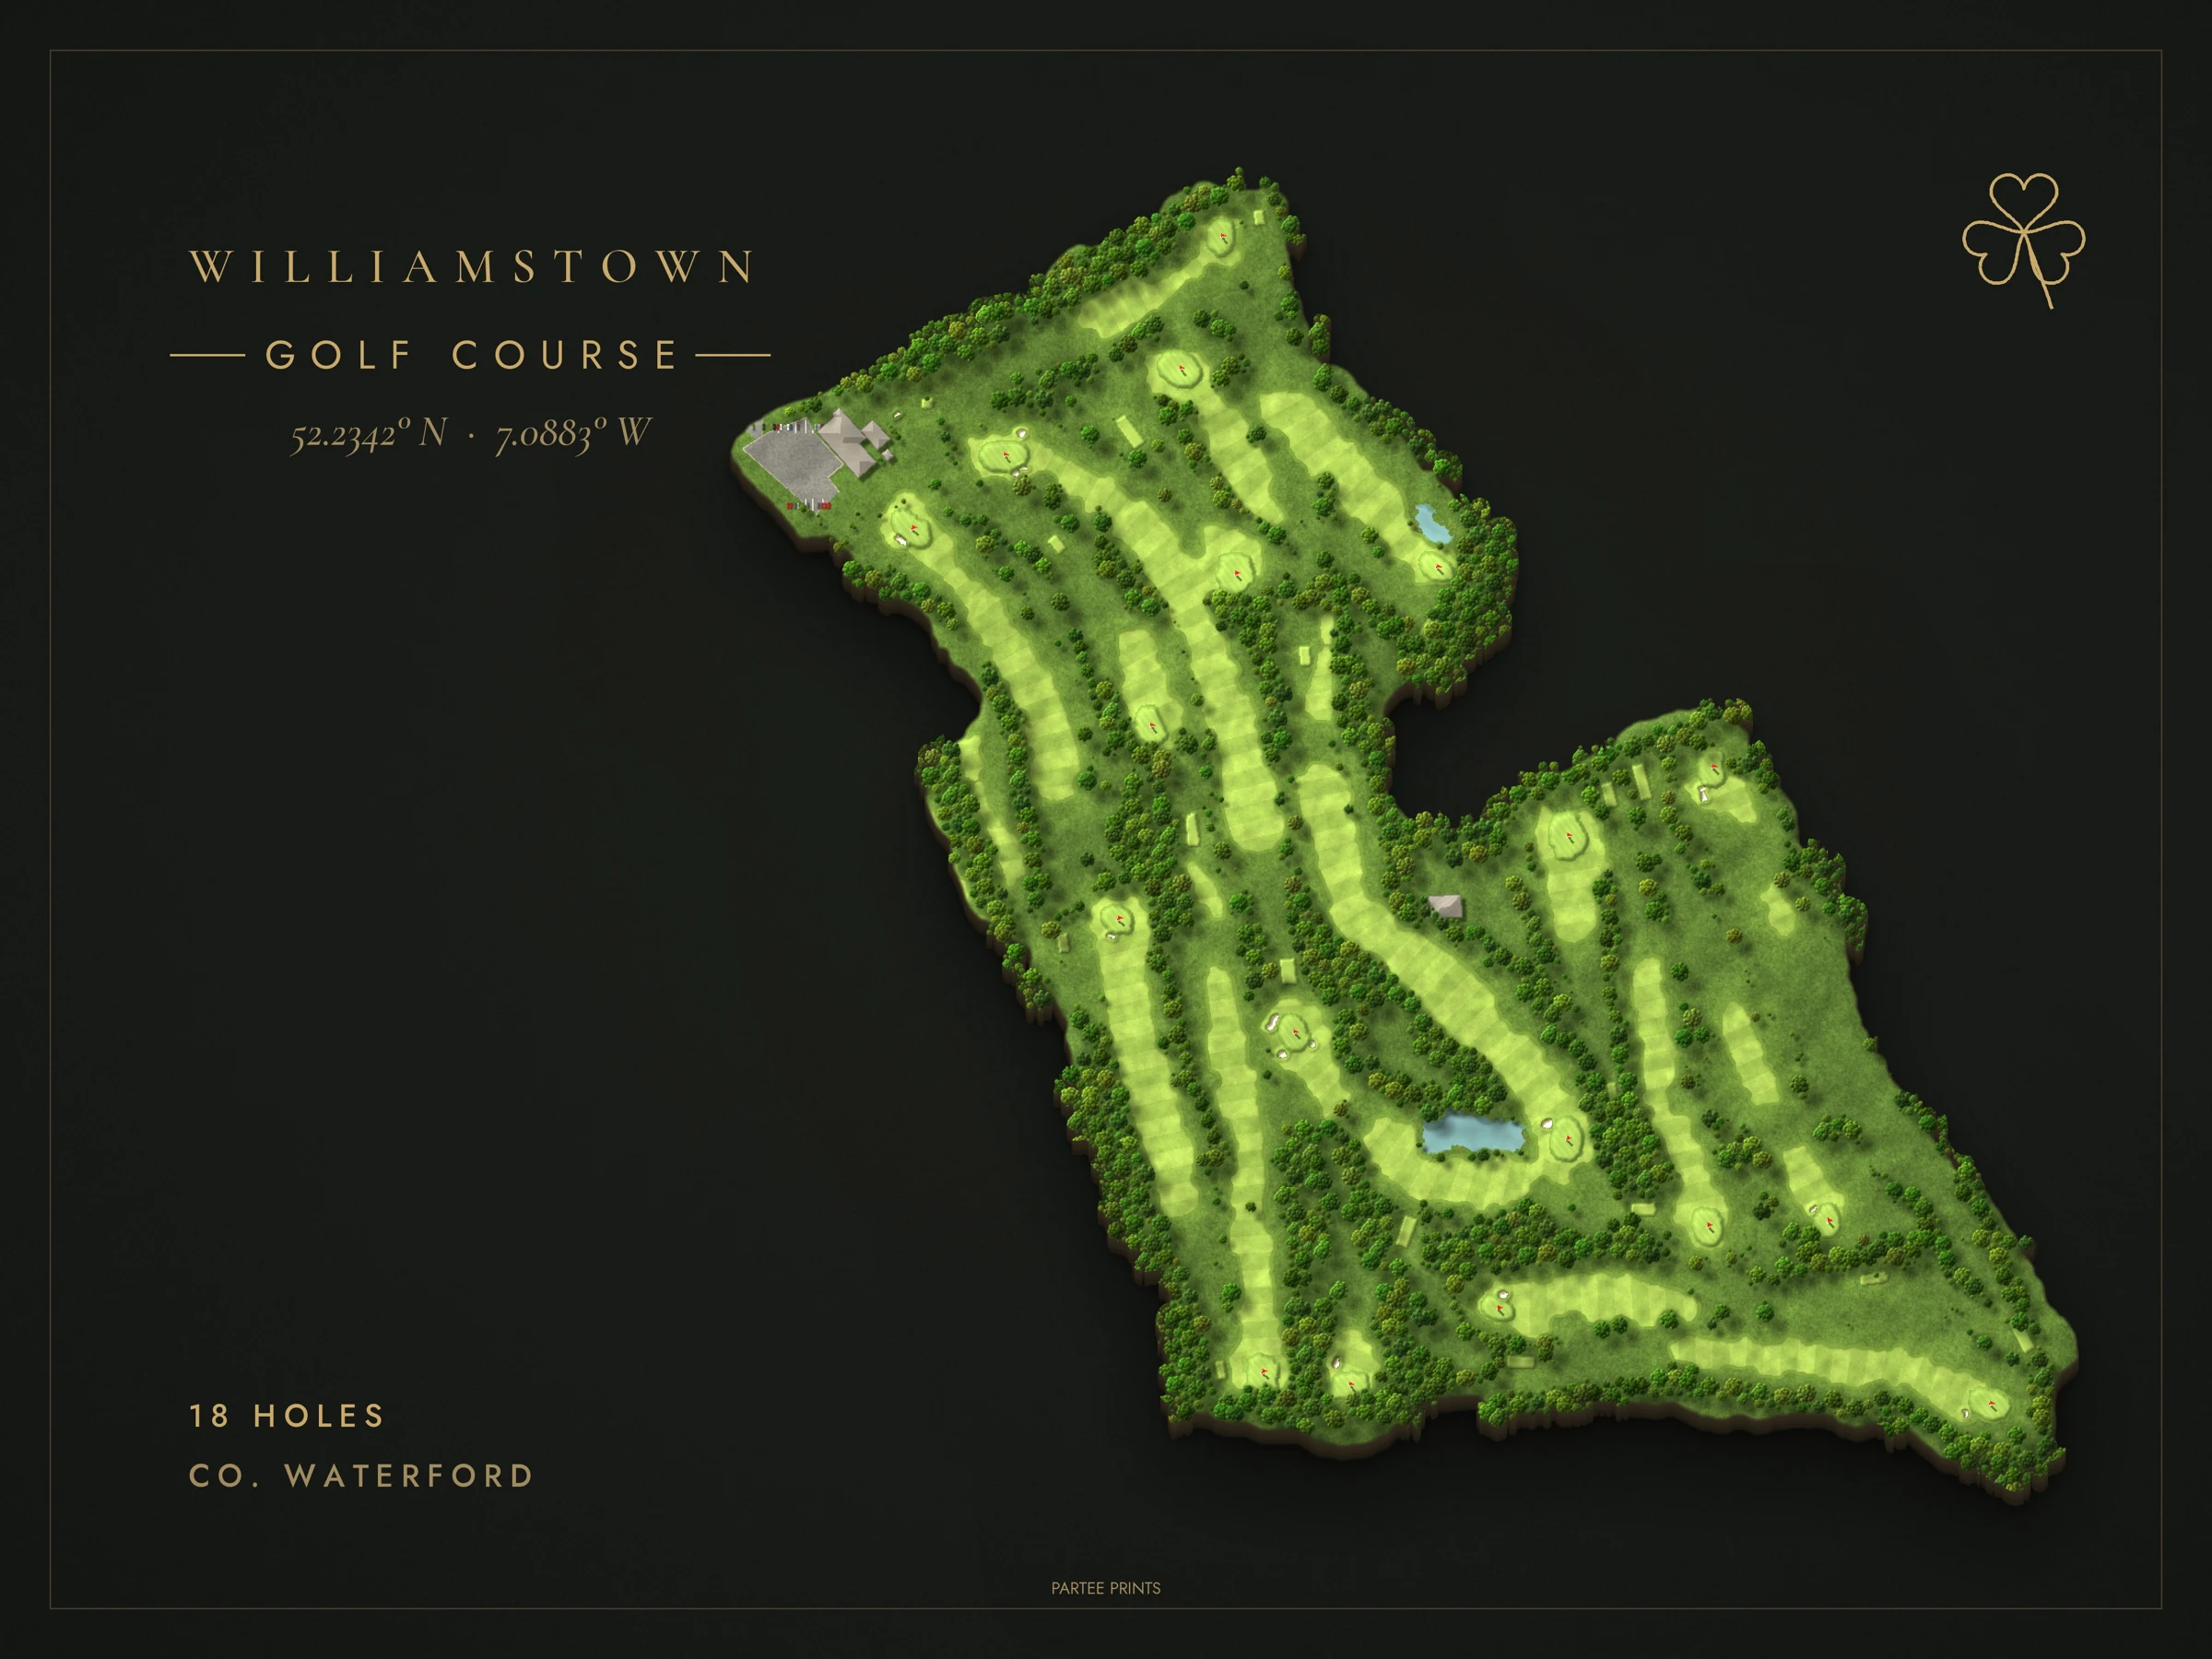 WILLIAMSTOWN
GOLF COURSE
52.2342° N · 7.0883° W
18 HOLES
CO. WATERFORD
PARTEE PRINTS